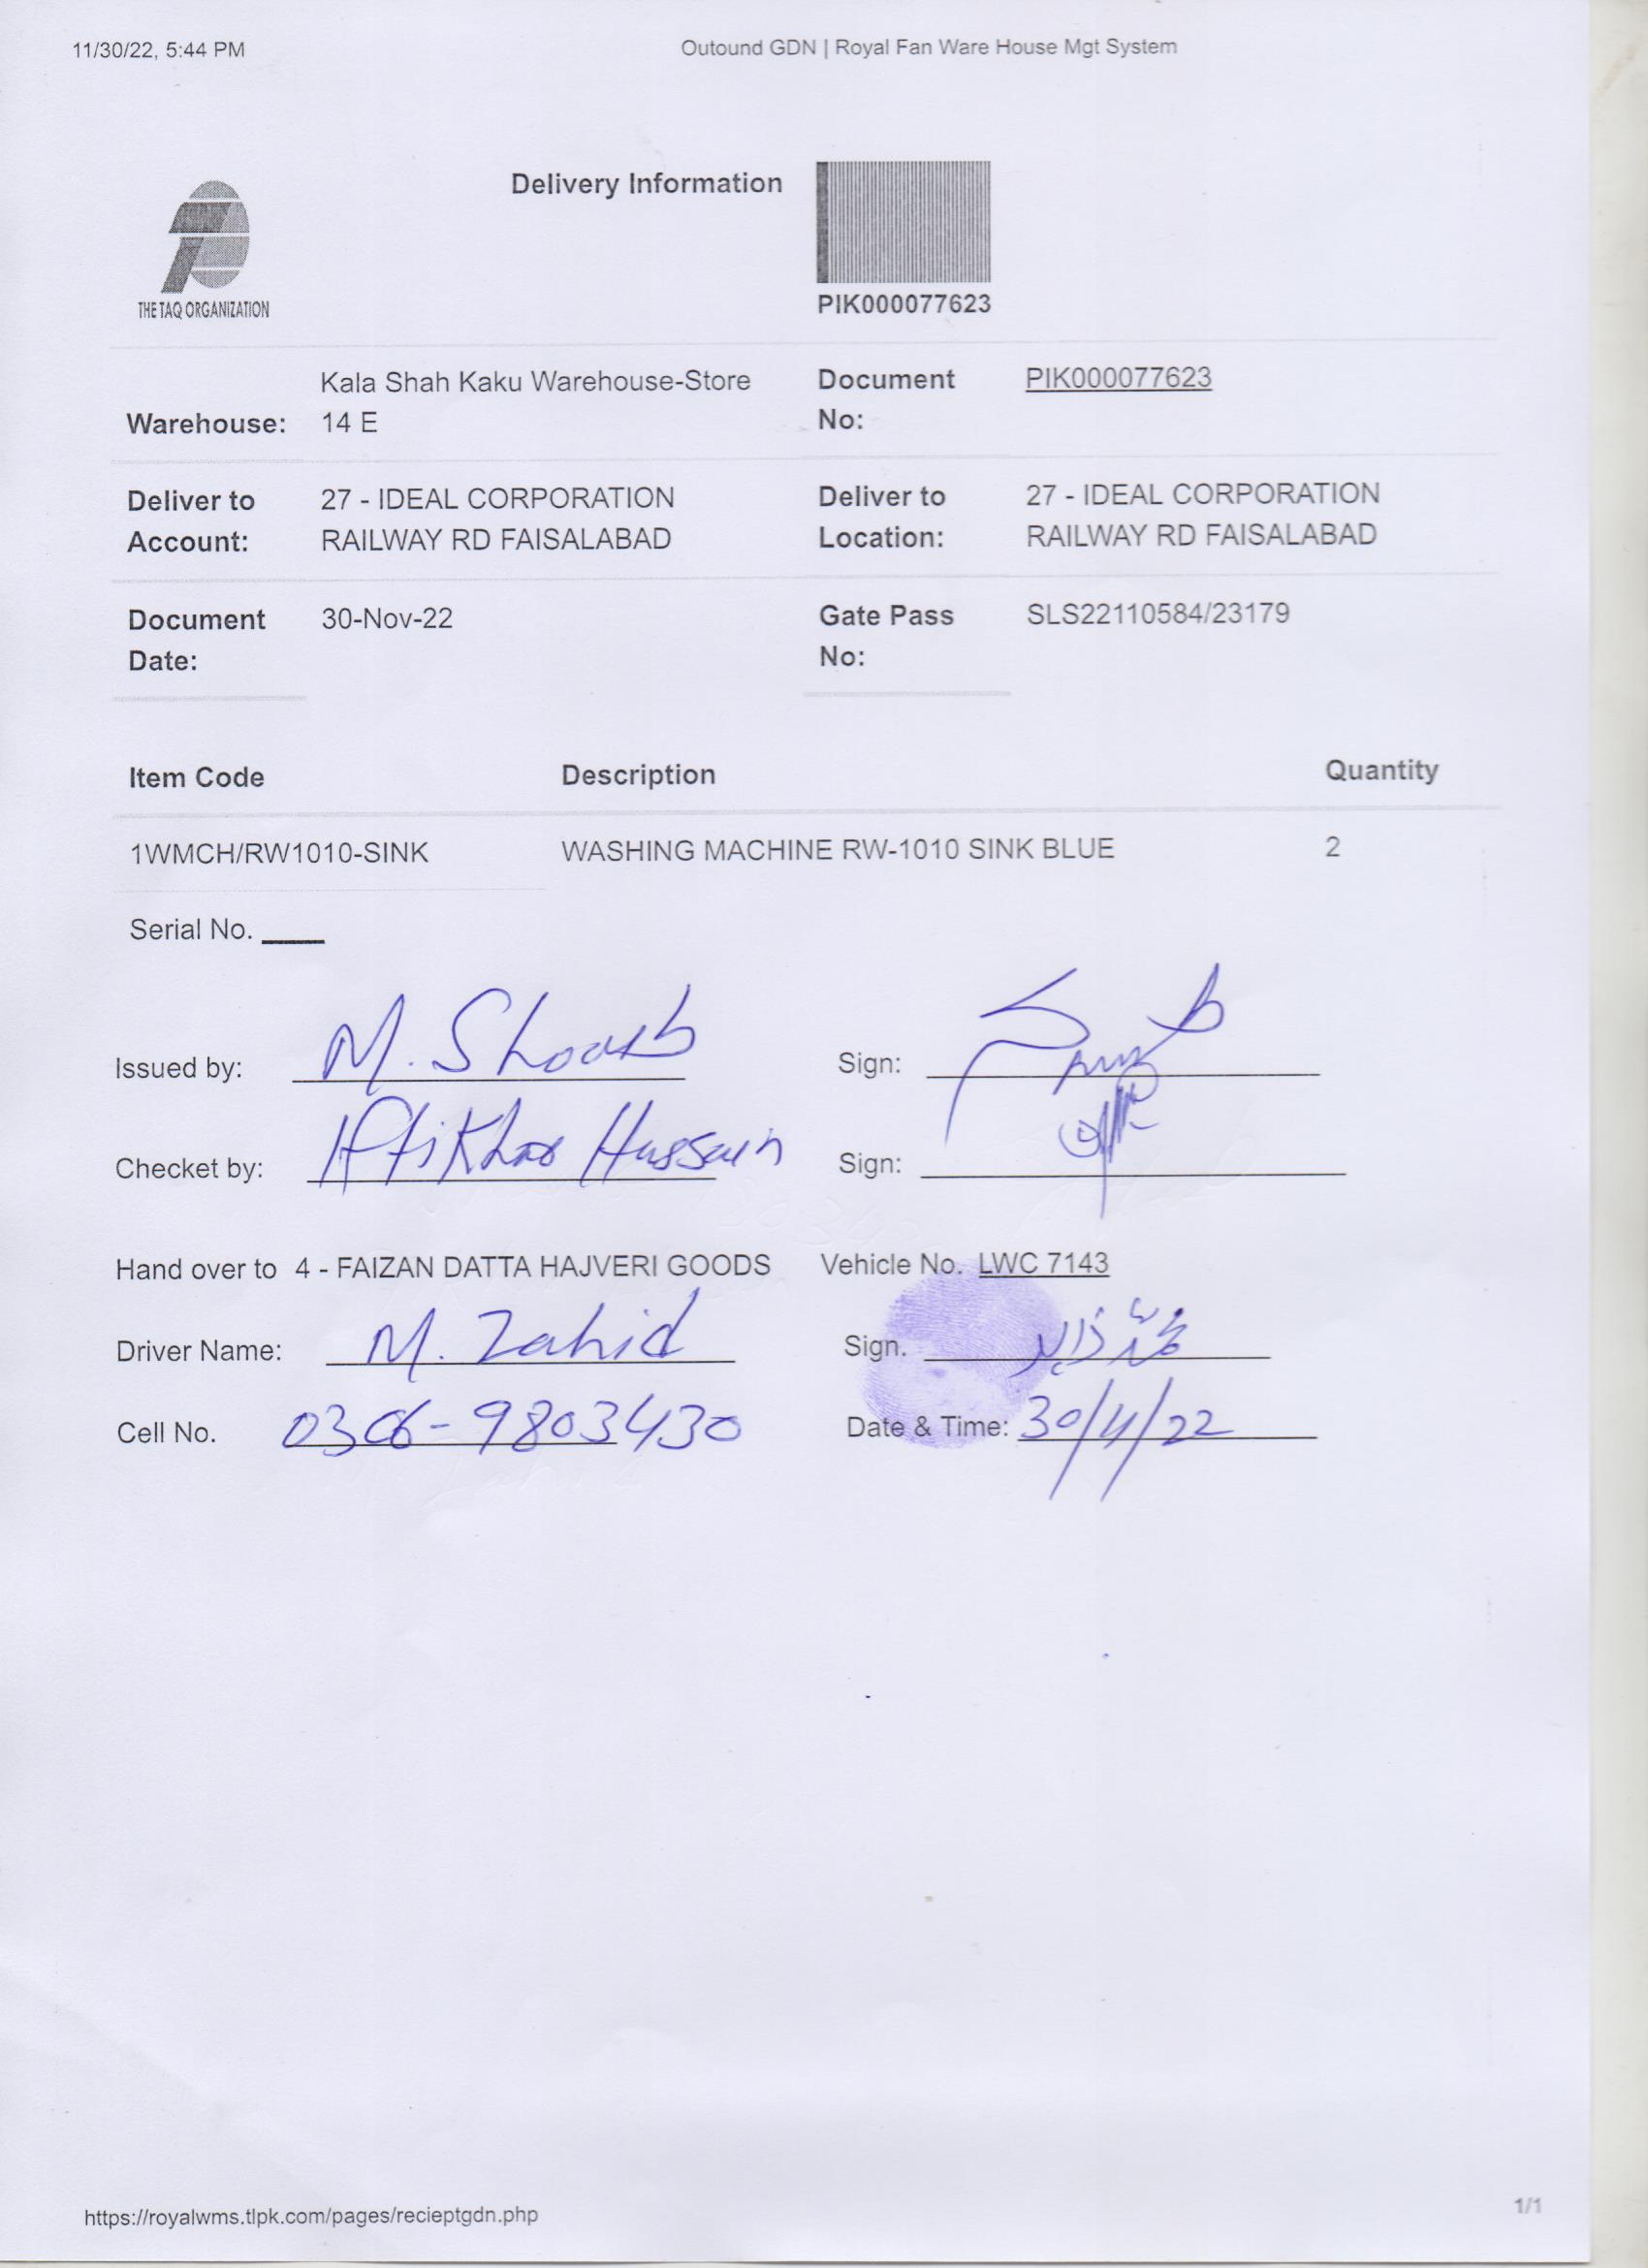 11/30/22, 5:44 PM Outound GDN | Royal Fan Ware House Mgt System
Delivery Information
THE TAQ ORGANIZATION
PIK000077623
Warehouse: Kala Shah Kaku Warehouse-Store 14 E Document No: PIK000077623
Deliver to Account: 27 - IDEAL CORPORATION RAILWAY RD FAISALABAD Deliver to Location: 27 - IDEAL CORPORATION RAILWAY RD FAISALABAD
Document Date: 30-Nov-22 Gate Pass No: SLS22110584/23179
Item Code Description Quantity
1WMCH/RW1010-SINK WASHING MACHINE RW-1010 SINK BLUE 2
Serial No.
Issued by: M. Shoaib Sign:
Checket by: Iftikhar Hussain Sign:
Hand over to 4 - FAIZAN DATTA HAJVERI GOODS Vehicle No. LWC 7143
Driver Name: M. Zahid Sign. محمد زاہد
Cell No. 0306-9803430 Date & Time: 30/11/22
https://royalwms.tlpk.com/pages/recieptgdn.php 1/1